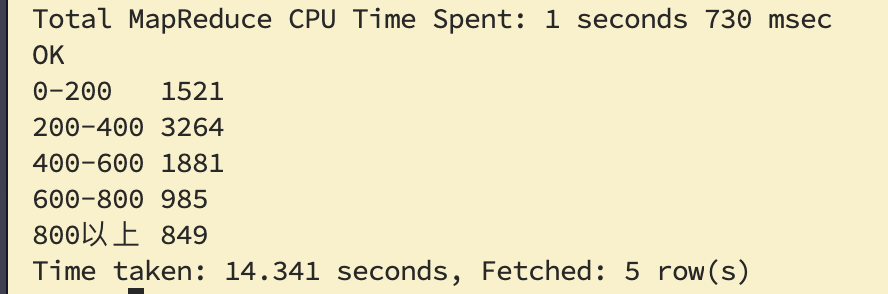 Total MapReduce CPU Time Spent: 1 seconds 730 msec
OK
0-200   1521
200-400 3264
400-600 1881
600-800 985
800以上  849
Time taken: 14.341 seconds, Fetched: 5 row(s)